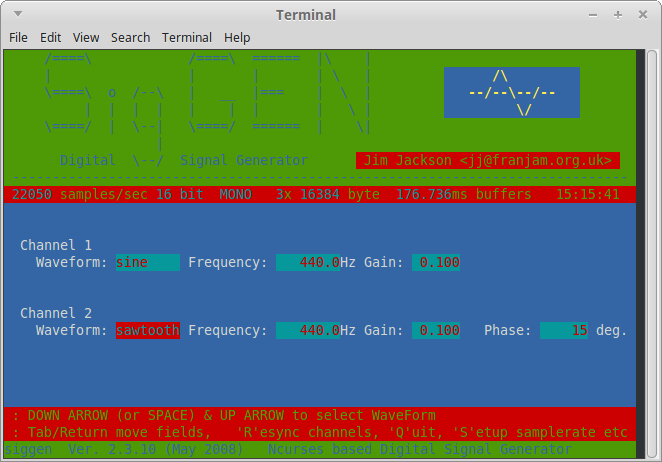 Terminal
File Edit View Search Terminal Help
Digital Signal Generator
Jim Jackson <jj@franjam.org.uk>
22050 samples/sec 16 bit MONO 3x 16384 byte 176.736ms buffers 15:15:41
Channel 1
Waveform: sine Frequency: 440.0Hz Gain: 0.100
Channel 2
Waveform: sawtooth Frequency: 440.0Hz Gain: 0.100 Phase: 15 deg.
: DOWN ARROW (or SPACE) & UP ARROW to select WaveForm
: Tab/Return move fields, 'R'esync channels, 'Q'uit, 'S'etup samplerate etc
siggen Ver. 2.3.10 (May 2008) Ncurses Based Digital Signal Generator